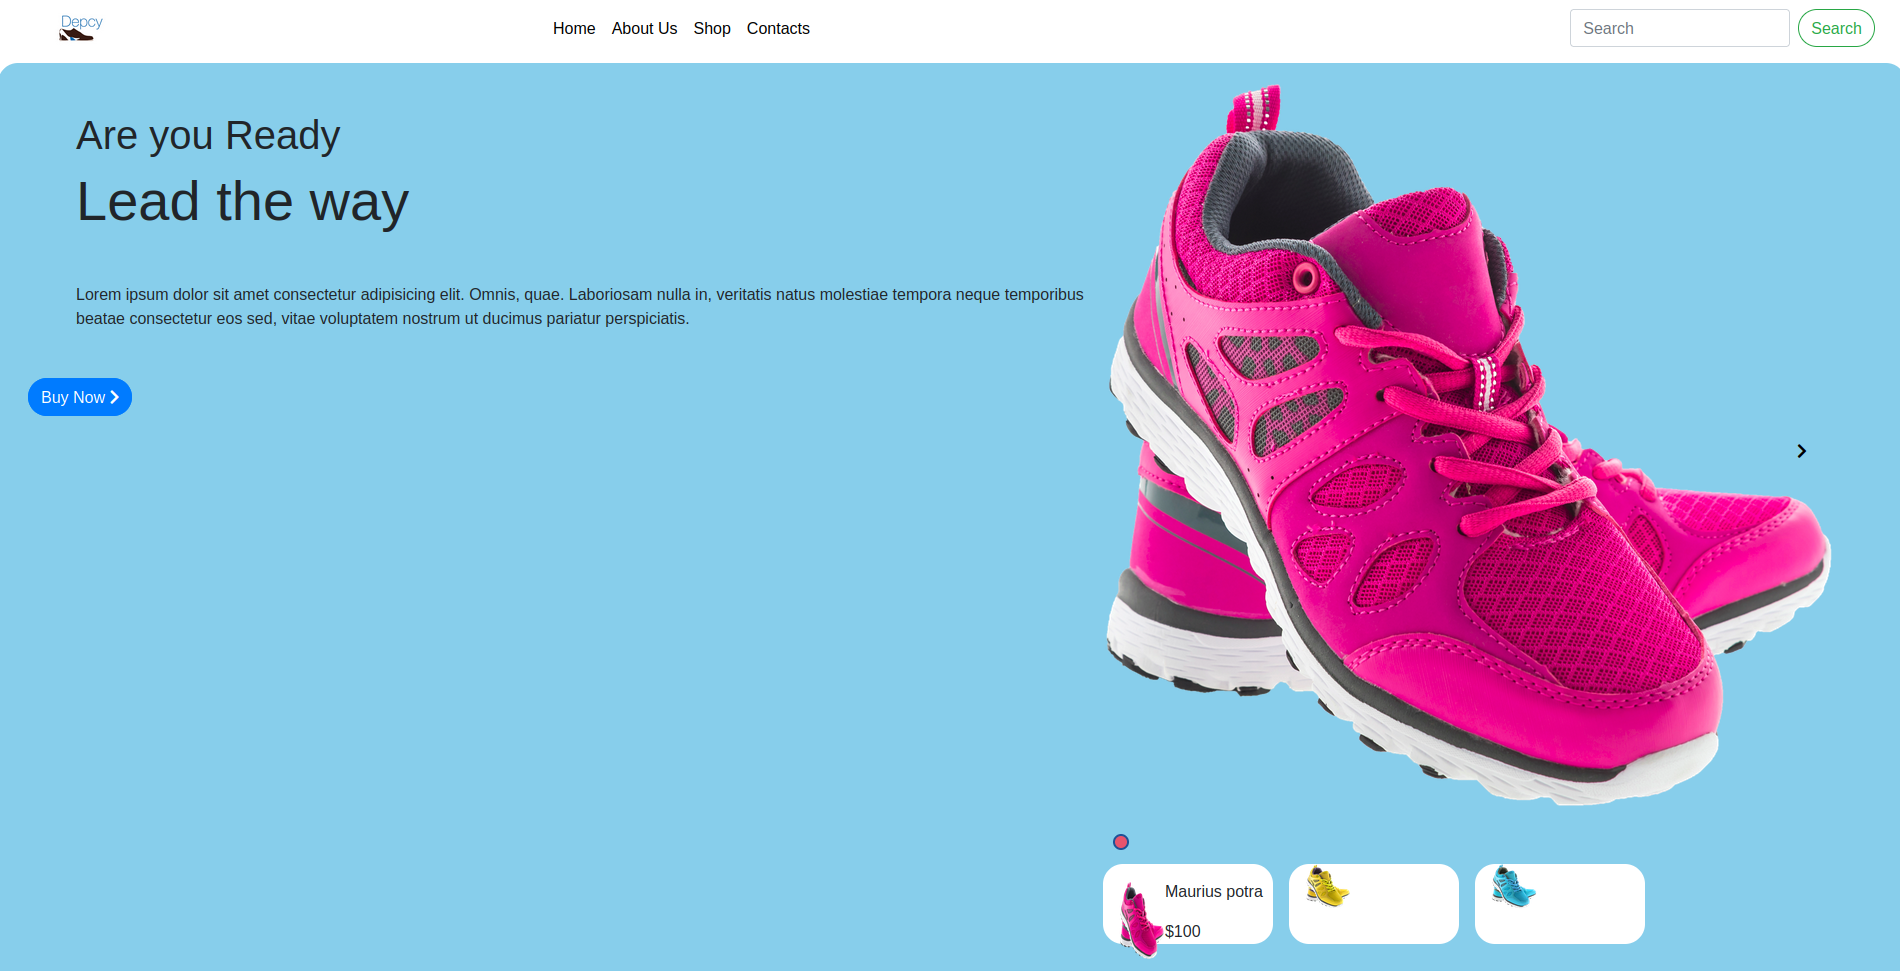 Depcy
Home About Us Shop Contacts
Search
Search
Are you Ready
Lead the way
Lorem ipsum dolor sit amet consectetur adipisicing elit. Omnis, quae. Laboriosam nulla in, veritatis natus molestiae tempora neque temporibus
beatae consectetur eos sed, vitae voluptatem nostrum ut ducimus pariatur perspiciatis.
Buy Now
Maurius potra
$100